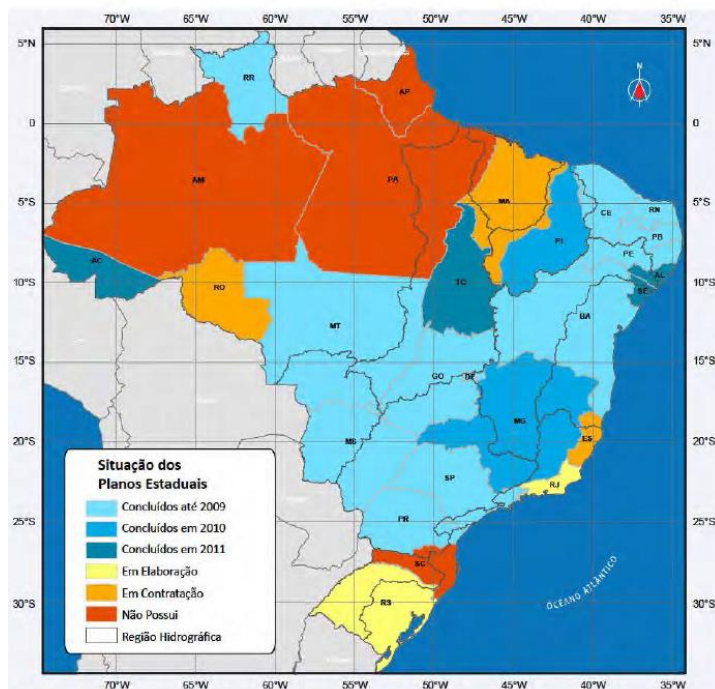 70°W 65°W 60°W 55°W 50°W 45°W 40°W 35°W
5°N 5°N
RR
AP
0 0
AM
PA
MA
CE
RN
5°S 5°S
PB
PI
PE
AC
AL
10°S RO TO SE 10°S
BA
MT
15°S 15°S
GO DF
MG
MS
20°S ES 20°S
SP
RJ
PR
25°S 25°S
SC
RS
30°S 30°S
OCEANO ATLÂNTICO
N
Situação dos
Planos Estaduais
Concluídos até 2009
Concluídos em 2010
Concluídos em 2011
Em Elaboração
Em Contratação
Não Possui
Região Hidrográfica
70°W 65°W 60°W 55°W 50°W 45°W 40°W 35°W